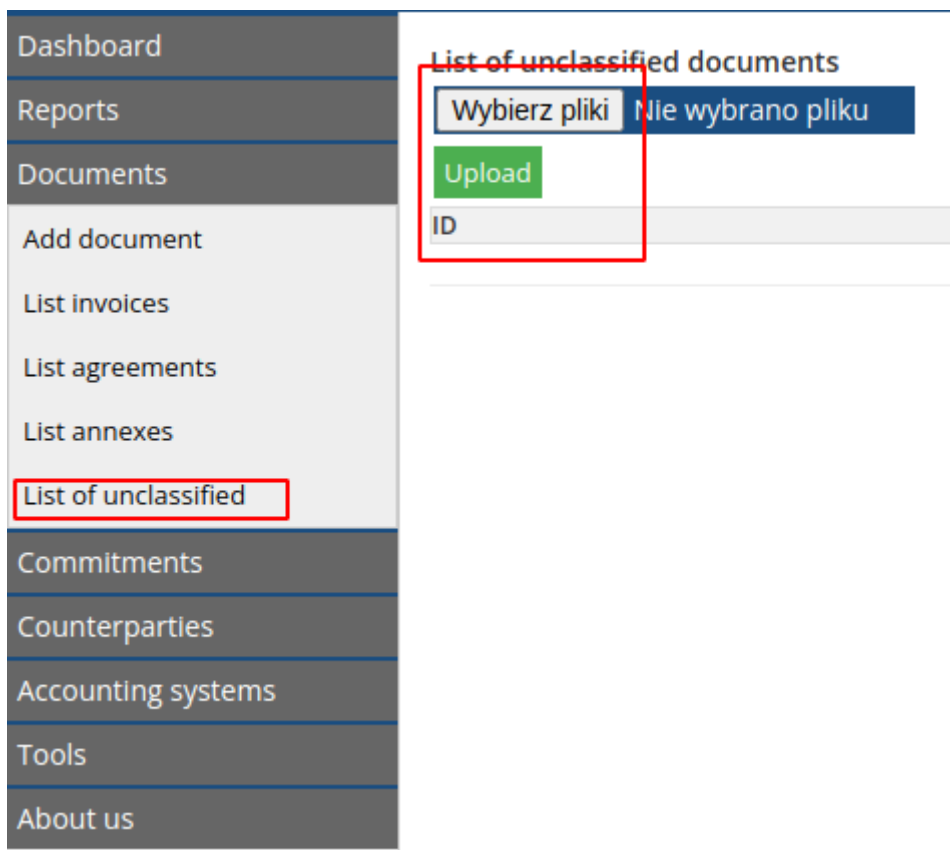 Dashboard
Reports
Documents
Add document
List invoices
List agreements
List annexes
List of unclassified
Commitments
Counterparties
Accounting systems
Tools
About us
List of unclassified documents
Wybierz pliki Nie wybrano pliku
Upload
ID